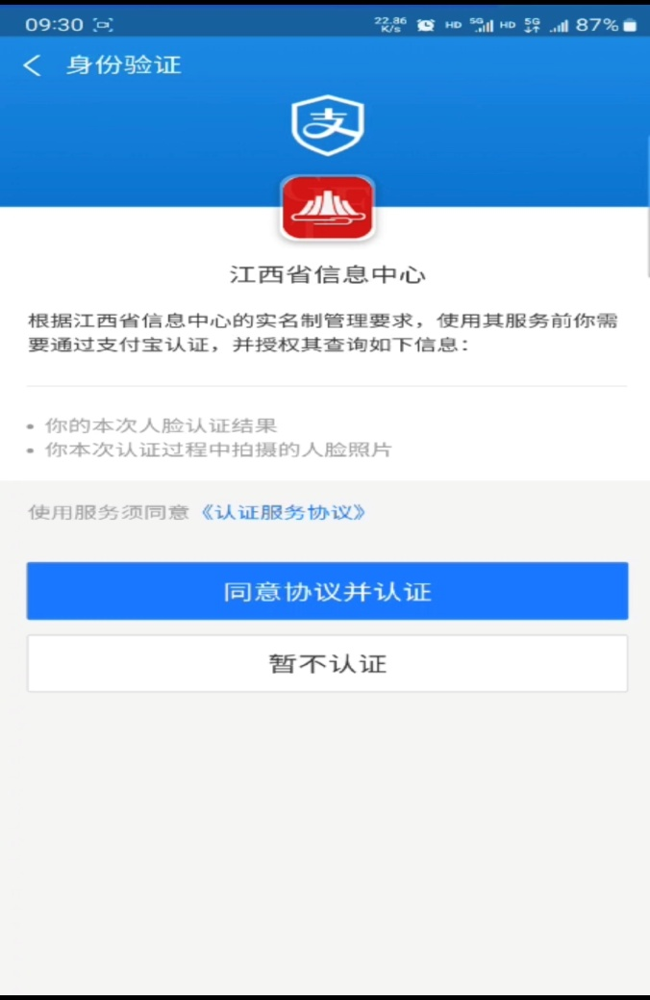 09:30 22.86 K/s HD 5G HD 5G 87%
身份验证
支
江西省信息中心
根据江西省信息中心的实名制管理要求，使用其服务前你需
要通过支付宝认证，并授权其查询如下信息：
• 你的本次人脸认证结果
• 你本次认证过程中拍摄的人脸照片
使用服务须同意《认证服务协议》
同意协议并认证
暂不认证